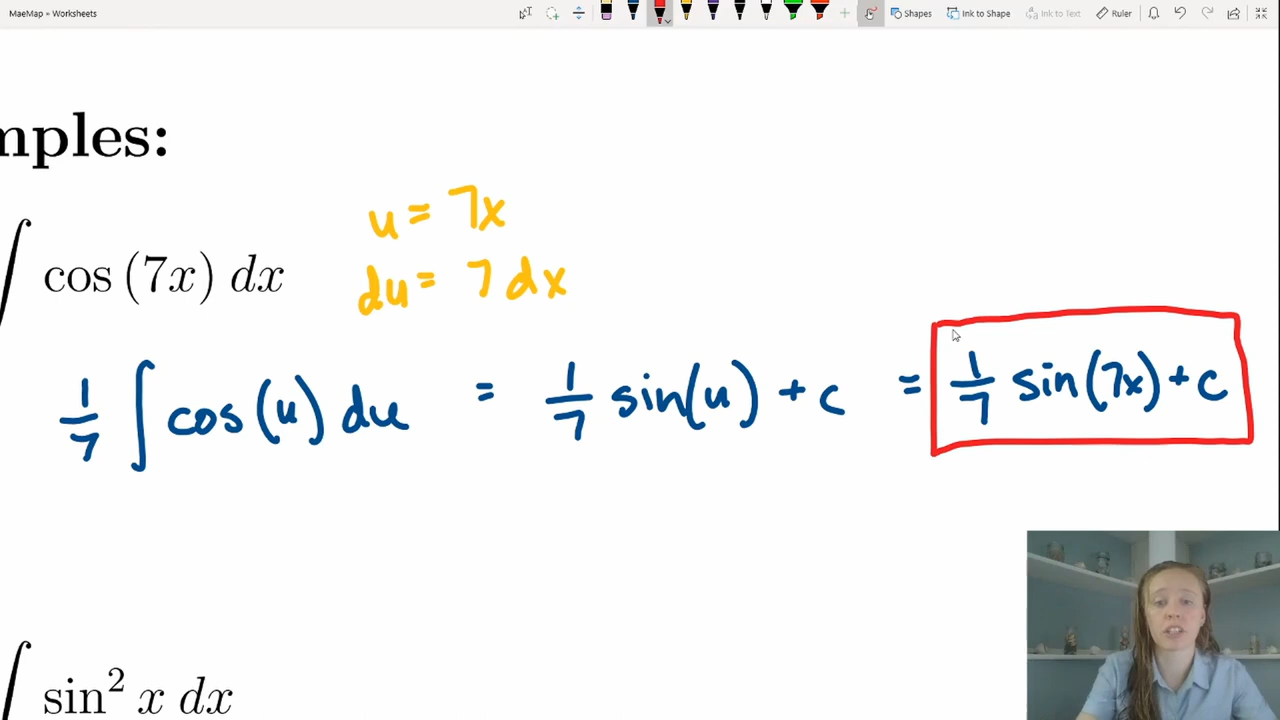 MaeMap » Worksheets
Shapes Ink to Shape Ink to Text Ruler
mples:
u = 7x
∫ cos (7x) dx
du = 7 dx
1/7 ∫ cos(u) du = 1/7 sin(u) + c = 1/7 sin(7x) + c
∫ sin² x dx